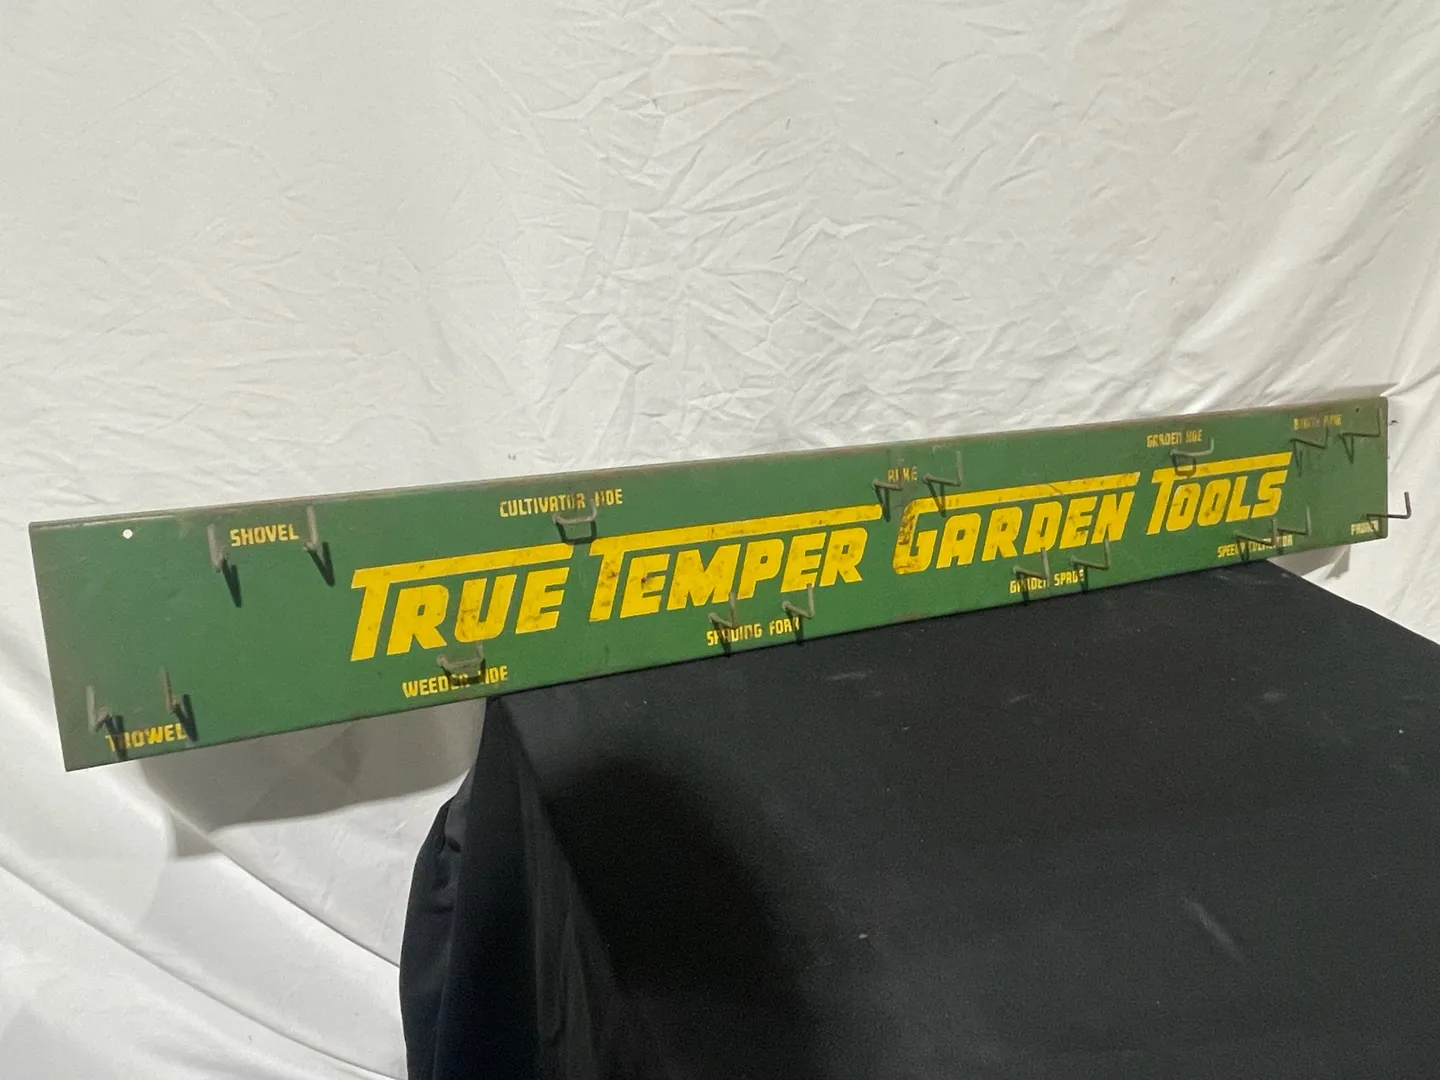 SHOVEL
CULTIVATOR HOE
RAKE
GARDEN HOE
TRUE TEMPER GARDEN TOOLS
TROWEL
WEEDER HOE
SPADING FORK
GARDEN SPADE